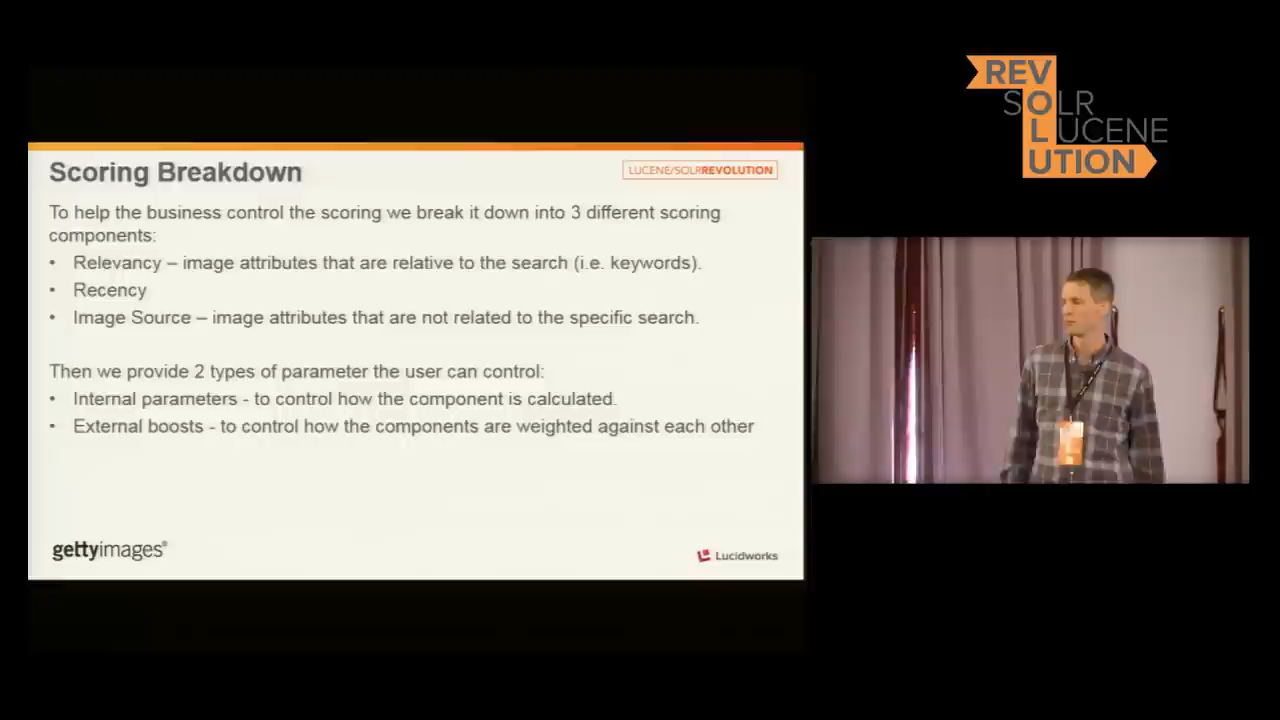 REV
SOLR
LUCENE
UTION
Scoring Breakdown
LUCENE/SOLRREVOLUTION
To help the business control the scoring we break it down into 3 different scoring
components:
• Relevancy – image attributes that are relative to the search (i.e. keywords).
• Recency
• Image Source – image attributes that are not related to the specific search.
Then we provide 2 types of parameter the user can control:
• Internal parameters - to control how the component is calculated.
• External boosts - to control how the components are weighted against each other
gettyimages®
Lucidworks